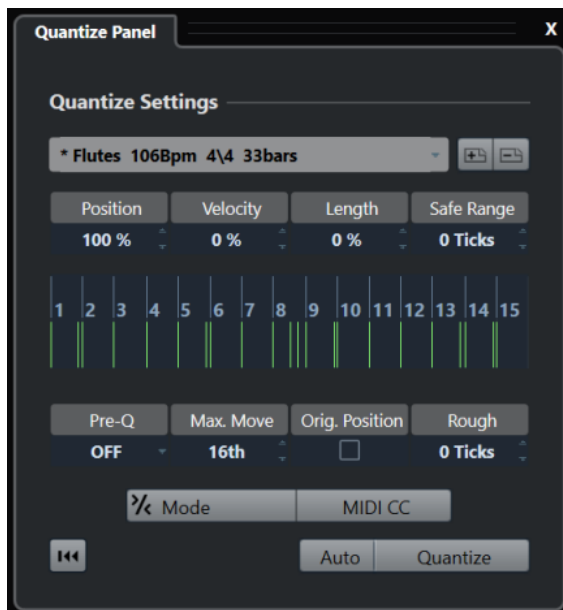 Quantize Panel X
Quantize Settings
* Flutes 106Bpm 4\4 33bars
Position Velocity Length Safe Range
100 % 0 % 0 % 0 Ticks
1 2 3 4 5 6 7 8 9 10 11 12 13 14 15
Pre-Q Max. Move Orig. Position Rough
OFF 16th 0 Ticks
Mode MIDI CC
Auto Quantize